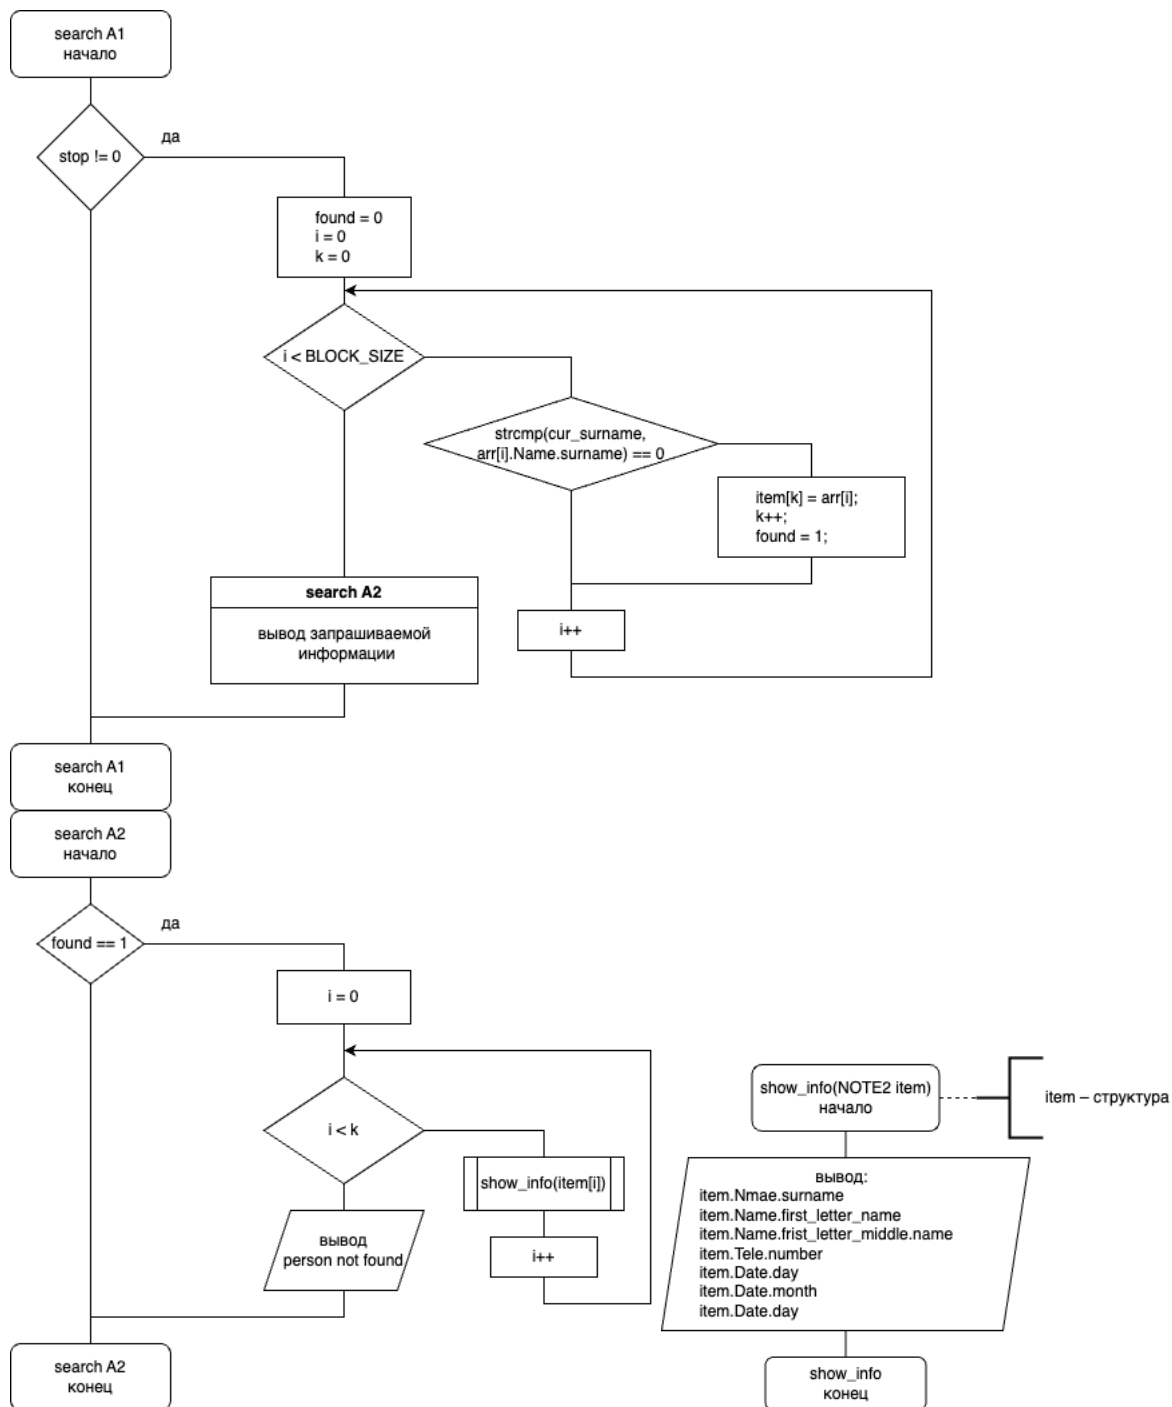 search A1
начало
stop != 0
да
found = 0
i = 0
k = 0
i < BLOCK_SIZE
strcmp(cur_surname,
arr[i].Name.surname) == 0
item[k] = arr[i];
k++;
found = 1;
search A2
вывод запрашиваемой
информации
i++
search A1
конец
search A2
начало
found == 1
да
i = 0
i < k
show_info(item[i])
вывод
person not found
i++
search A2
конец
show_info(NOTE2 item)
начало
item – структура
вывод:
item.Nmae.surname
item.Name.first_letter_name
item.Name.frist_letter_middle.name
item.Tele.number
item.Date.day
item.Date.month
item.Date.day
show_info
конец